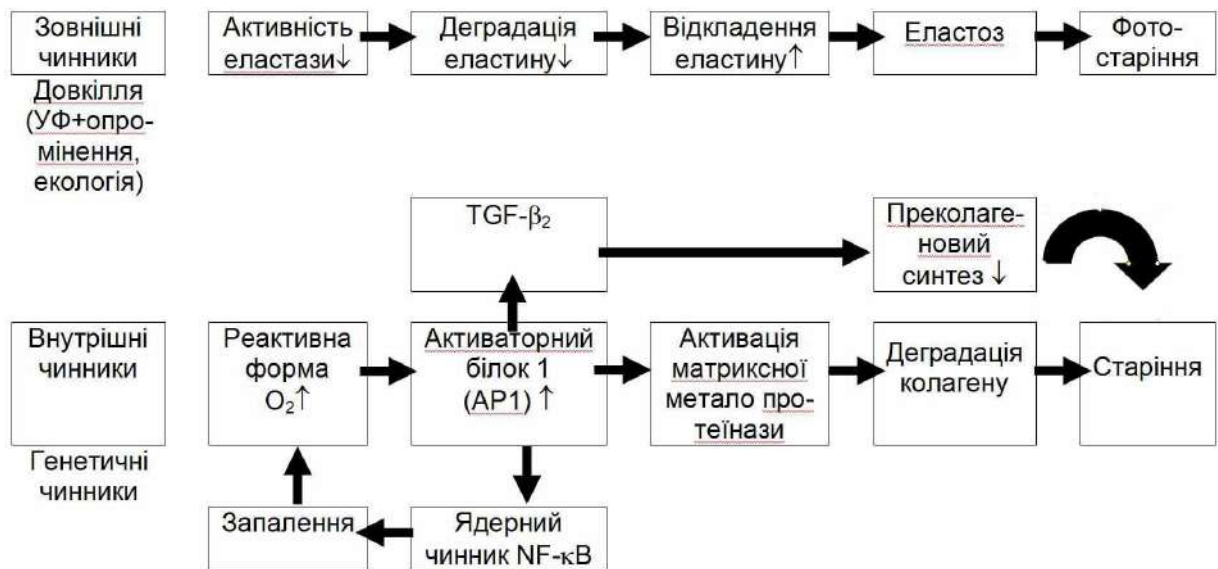 Зовнішні
чинники
Довкілля
(УФ+опро-
мінення,
екологія)
Активність
еластази↓
Деградація
еластину↓
Відкладення
еластину↑
Еластоз
Фото-
старіння
TGF-β₂
Преколаге-
новий
синтез ↓
Внутрішні
чинники
Генетичні
чинники
Реактивна
форма
O₂↑
Активаторний
білок 1
(АР1) ↑
Активація
матриксної
метало про-
теїнази
Деградація
колагену
Старіння
Запалення
Ядерний
чинник NF-κB